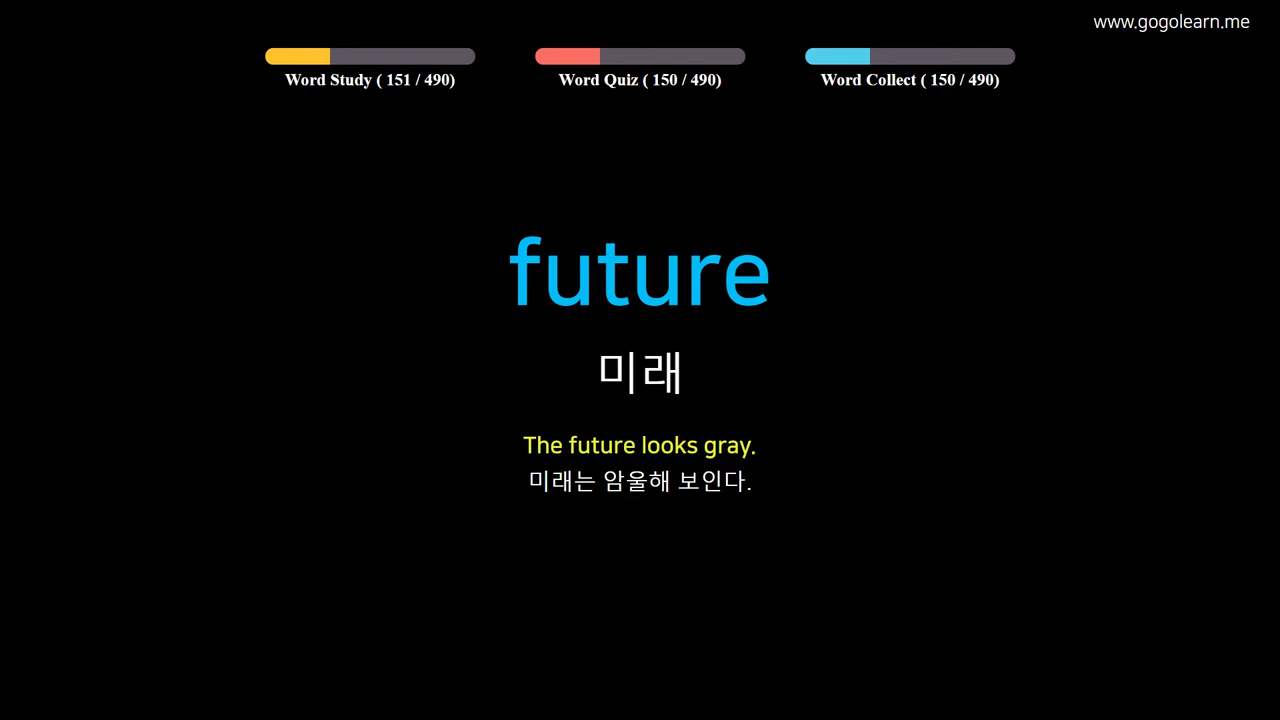 www.gogolearn.me
Word Study ( 151 / 490)
Word Quiz ( 150 / 490)
Word Collect ( 150 / 490)
future
미래
The future looks gray.
미래는 암울해 보인다.